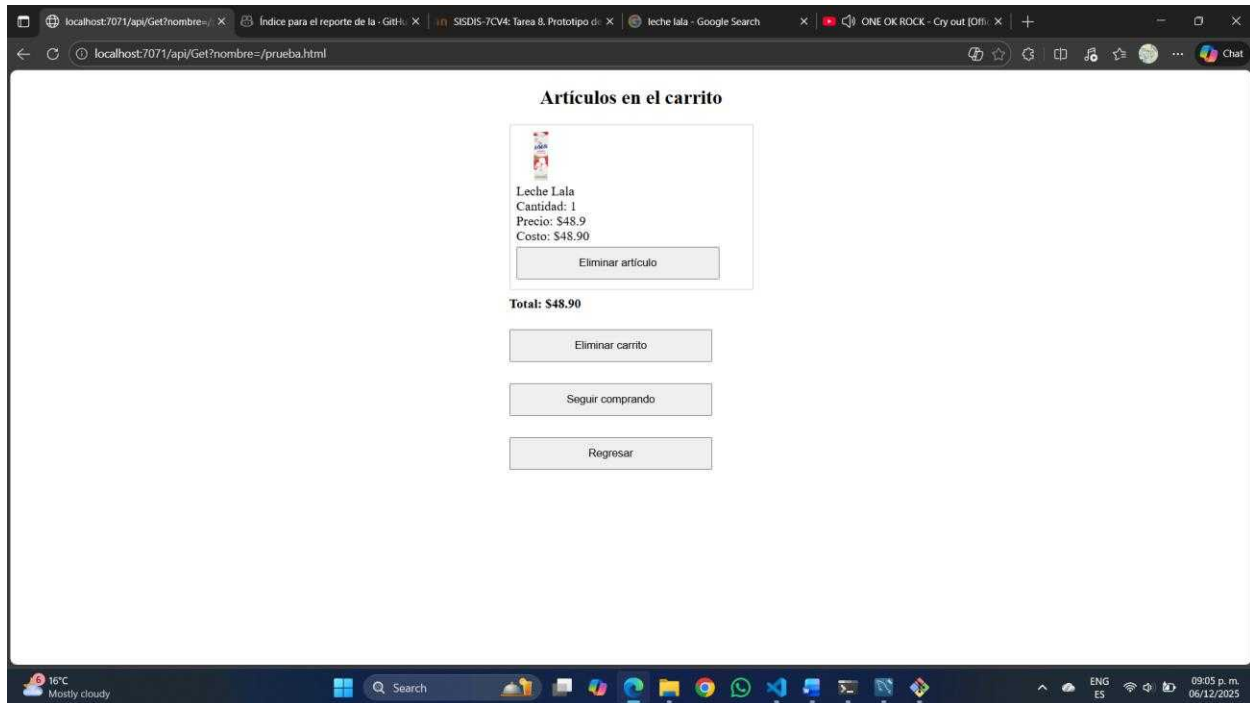 localhost:7071/api/Get?nombre=/
Índice para el reporte de la · GitHu
SISDIS-7CV4: Tarea 8. Prototipo de
leche lala - Google Search
ONE OK ROCK - Cry out [Offic
localhost:7071/api/Get?nombre=/prueba.html
Chat
Artículos en el carrito
Leche Lala
Cantidad: 1
Precio: $48.9
Costo: $48.90
Eliminar artículo
Total: $48.90
Eliminar carrito
Seguir comprando
Regresar
6
16°C
Mostly cloudy
Search
ENG
ES
09:05 p. m.
06/12/2025